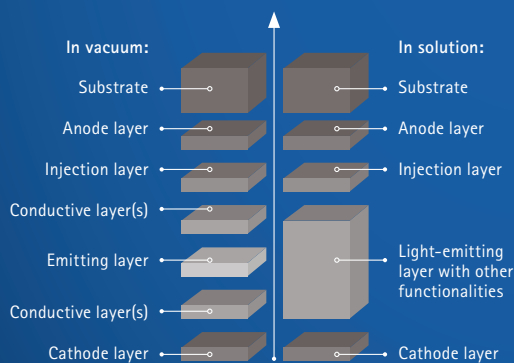 In vacuum:
Substrate
Anode layer
Injection layer
Conductive layer(s)
Emitting layer
Conductive layer(s)
Cathode layer
In solution:
Substrate
Anode layer
Injection layer
Light-emitting
layer with other
functionalities
Cathode layer